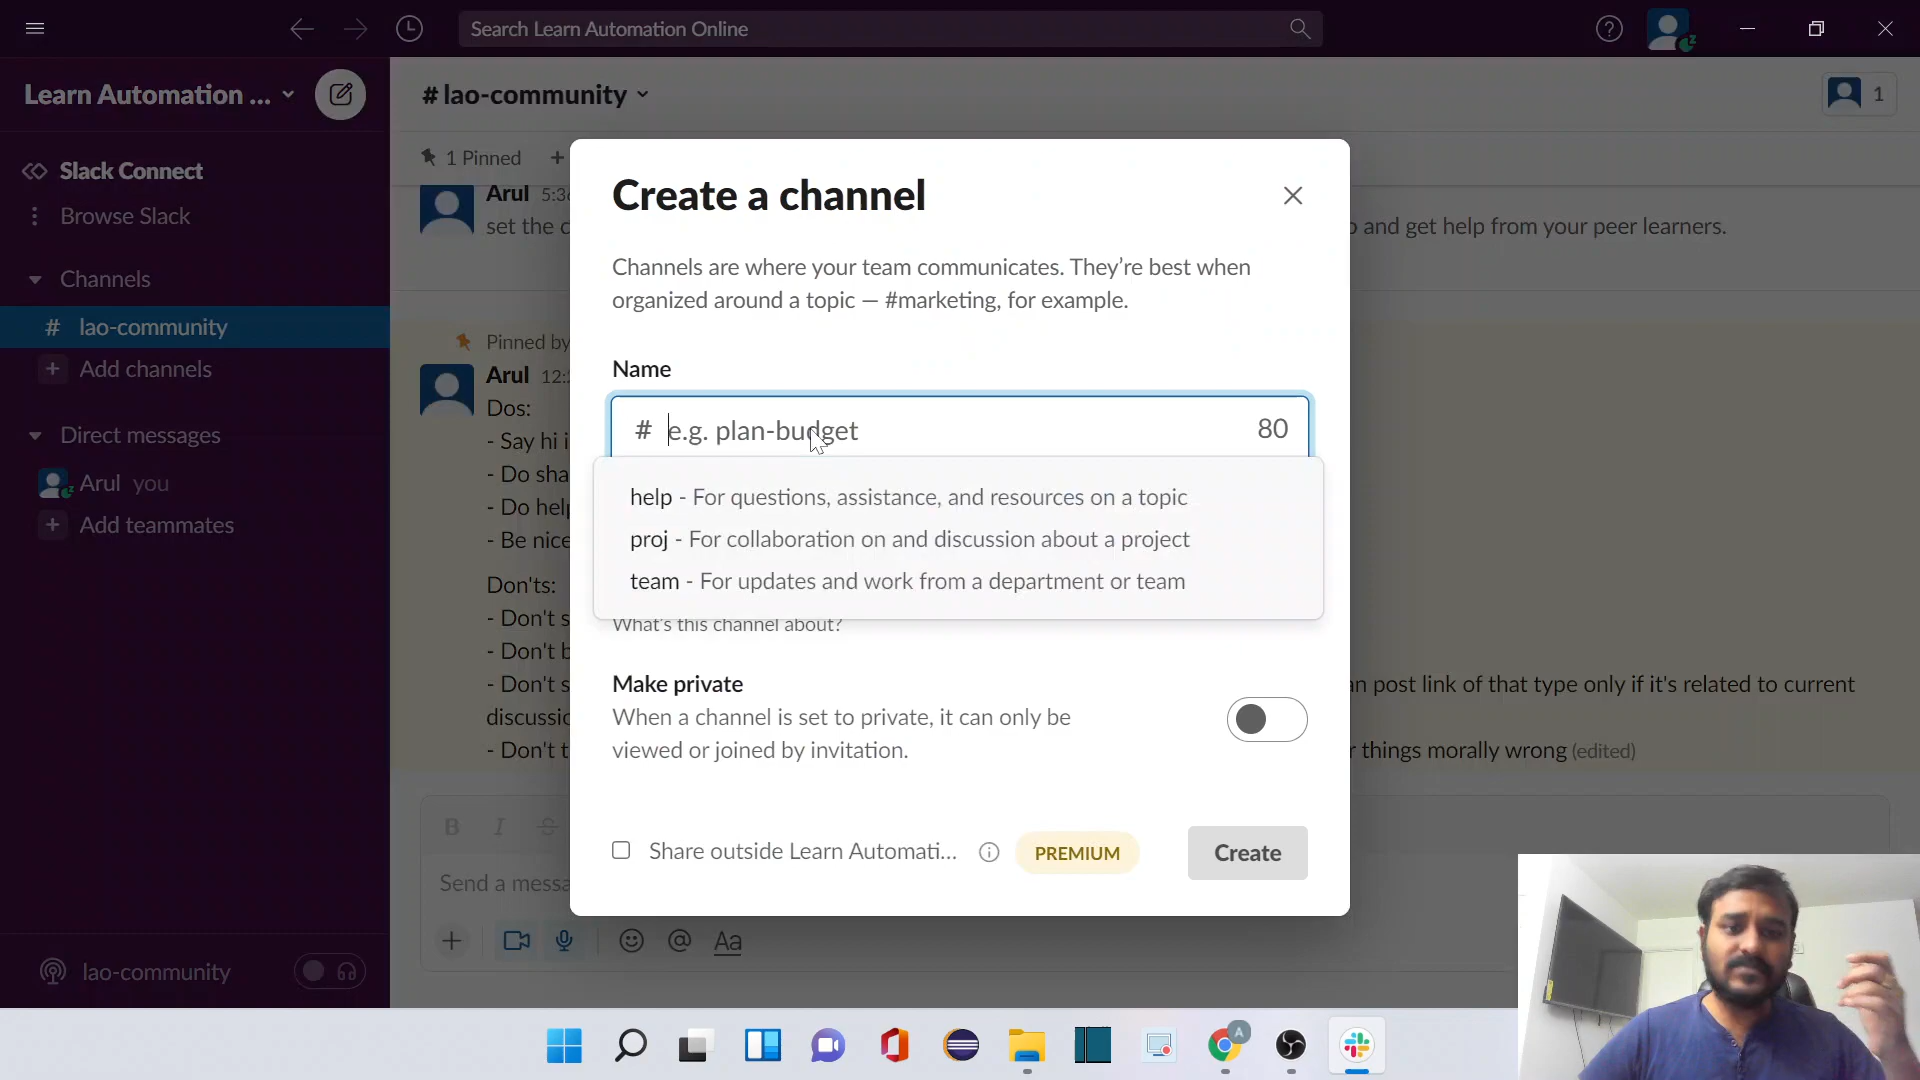 Search Learn Automation Online
Learn Automation ...
# lao-community
1
Slack Connect
Browse Slack
Channels
# lao-community
+ Add channels
Direct messages
Arul you
+ Add teammates
lao-community
1 Pinned +
Arul
set the
and get help from your peer learners.
Pinned by
Arul
Dos:
- Say hi
- Do
- Do
- Be nice
Don'ts:
- Don't
- Don't
- Don't
post link of that type only if it's related to current
- Don't
things morally wrong (edited)
Create a channel
Channels are where your team communicates. They’re best when
organized around a topic — #marketing, for example.
Name
# e.g. plan-budget 80
help - For questions, assistance, and resources on a topic
proj - For collaboration on and discussion about a project
team - For updates and work from a department or team
What's this channel about?
Make private
When a channel is set to private, it can only be
viewed or joined by invitation.
Share outside Learn Automati... PREMIUM Create
B I S
Send a
+ @ Aa
A